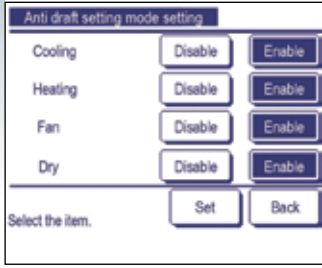 Anti draft setting mode setting
Cooling Disable Enable
Heating Disable Enable
Fan Disable Enable
Dry Disable Enable
Select the item. Set Back